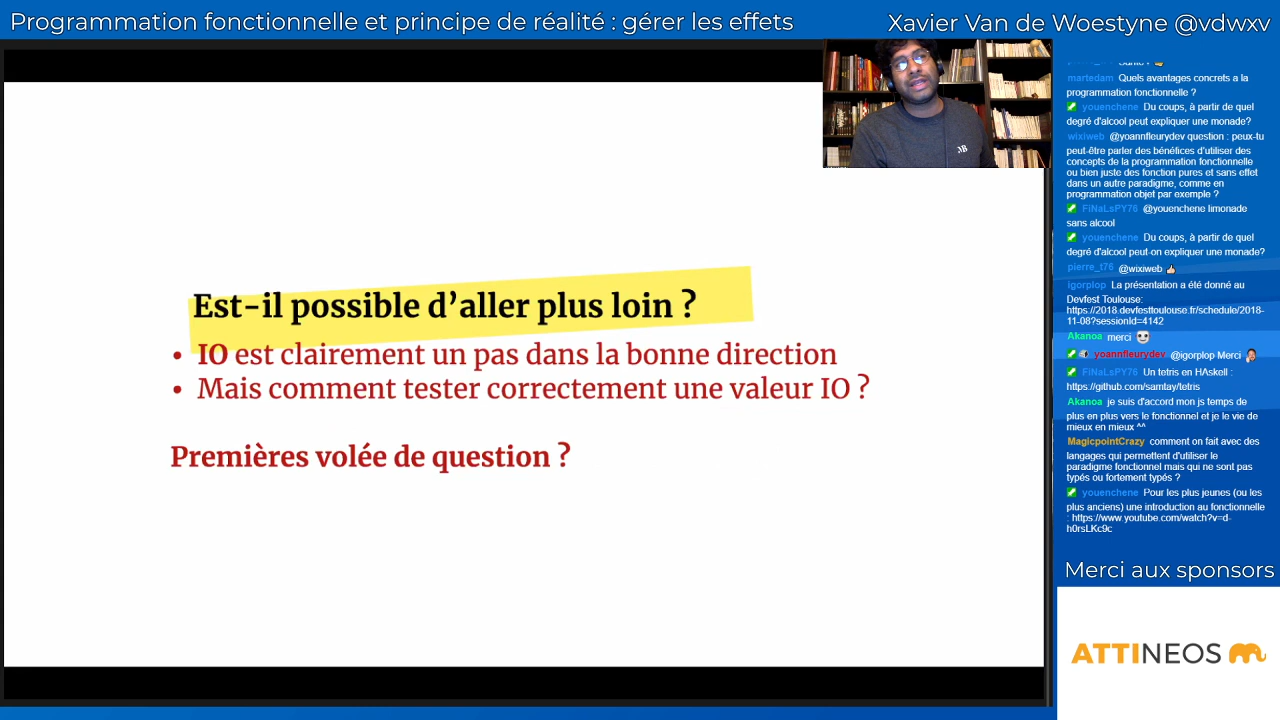 Programmation fonctionnelle et principe de réalité : gérer les effets
Xavier Van de Woestyne @vdwxv
Est-il possible d’aller plus loin ?
• IO est clairement un pas dans la bonne direction
• Mais comment tester correctement une valeur IO ?
Premières volée de question ?
martedam Quels avantages concrets a la
programmation fonctionnelle ?
youenchene Du coups, à partir de quel
degré d'alcool peut expliquer une monade?
wixiweb @yoannfleurydev question : peux-tu
peut-être parler des bénéfices d'utiliser des
concepts de la programmation fonctionnelle
ou bien juste des fonction pures et sans effet
dans un autre paradigme, comme en
programmation objet par exemple ?
FiNaLsPY76 @youenchene limonade
sans alcool
youenchene Du coups, à partir de quel
degré d'alcool peut-on expliquer une monade?
pierre_t76 @wixiweb
igorplop La présentation a été donné au
Devfest Toulouse:
https://2018.devfesttoulouse.fr/schedule/2018-
11-08?sessionId=4142
Akanoa merci
yoannfleurydev @igorplop Merci
FiNaLsPY76 Un tetris en HAskell :
https://github.com/samtay/tetris
Akanoa je suis d'accord mon js temps de
plus en plus vers le fonctionnel et je le vie de
mieux en mieux ^^
MagicpointCrazy comment on fait avec des
langages qui permettent d'utiliser le
paradigme fonctionnel mais qui ne sont pas
typés ou fortement typés ?
youenchene Pour les plus jeunes (ou les
plus anciens) une introduction au fonctionnelle
: https://www.youtube.com/watch?v=d-
h0rsLKc9c
Merci aux sponsors
ATTINEOS